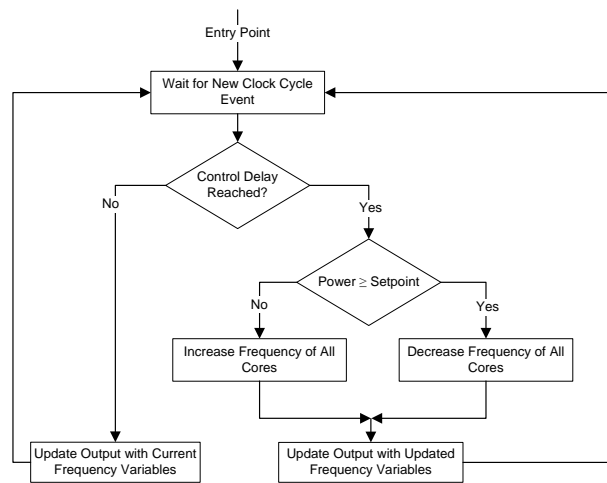 Entry Point
Wait for New Clock Cycle
Event
Control Delay
Reached?
No
Yes
Power ≥ Setpoint
No
Yes
Increase Frequency of All
Cores
Decrease Frequency of All
Cores
Update Output with Current
Frequency Variables
Update Output with Updated
Frequency Variables